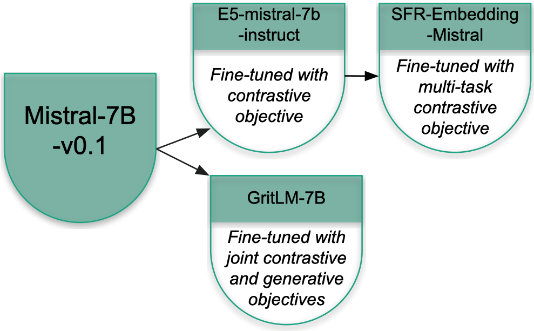 Mistral-7B
-v0.1
E5-mistral-7b
-instruct
Fine-tuned with
contrastive
objective
SFR-Embedding
-Mistral
Fine-tuned with
multi-task
contrastive
objective
GritLM-7B
Fine-tuned with
joint contrastive
and generative
objectives